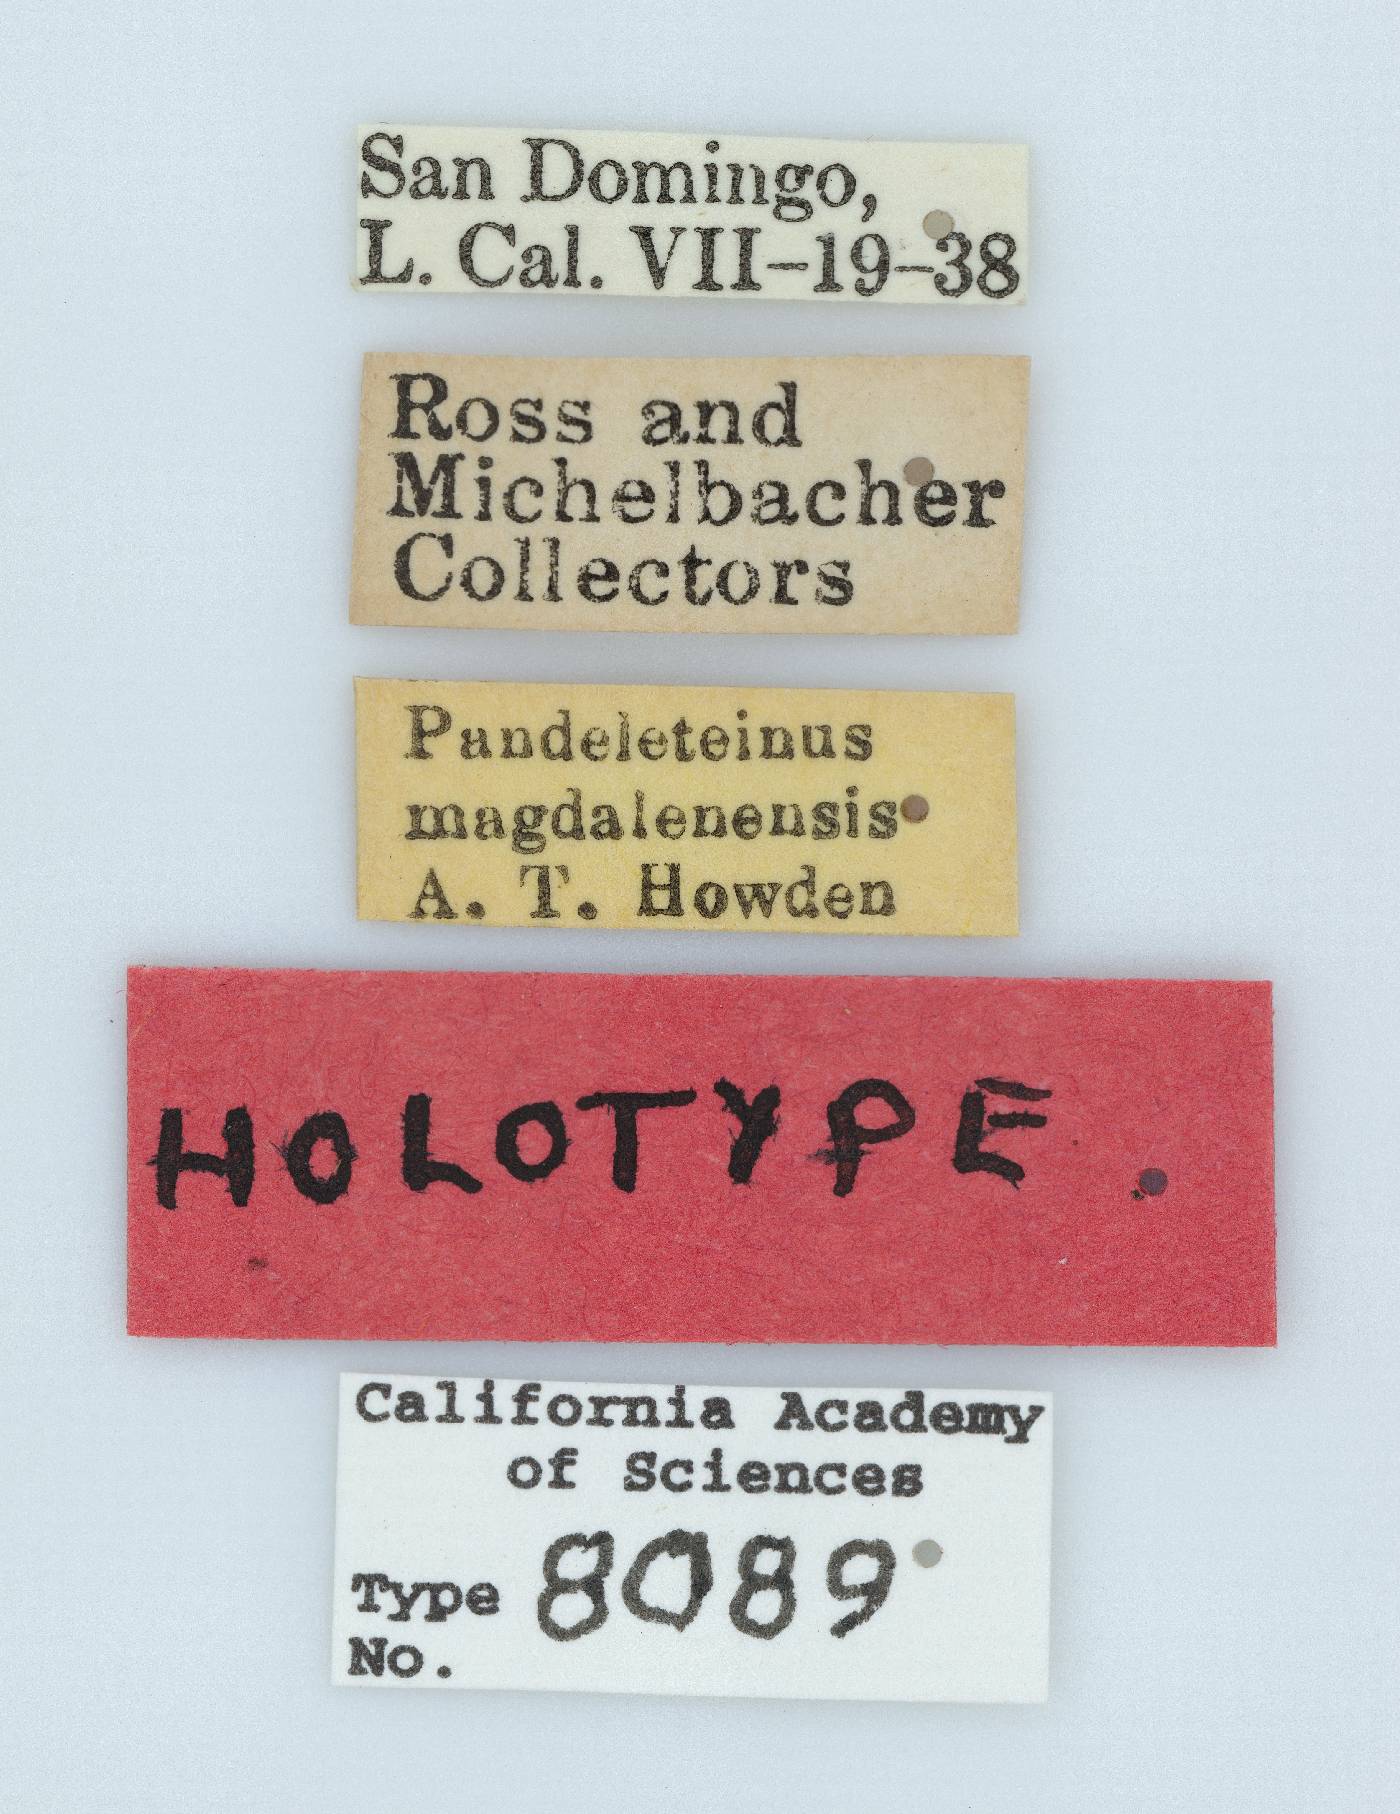 San Domingo,
L. Cal. VII–19–38
Ross and
Michelbacher
Collectors
Pandeleteinus
magdalenensis
A. T. Howden
HOLOTYPE.
California Academy
of Sciences
Type 8089
No.